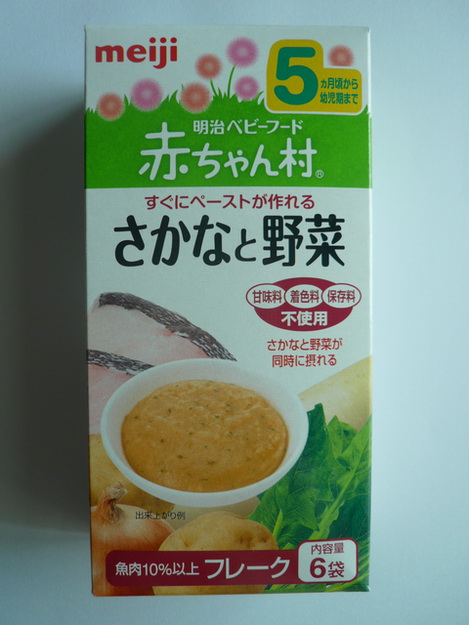 meiji
5
ヵ月頃から
幼児期まで
明治ベビーフード
赤ちゃん村®
すぐにペーストが作れる
さかなと野菜
甘味料 着色料 保存料
不使用
さかなと野菜が
同時に摂れる
出来上がり例
魚肉10%以上 フレーク
内容量
6袋